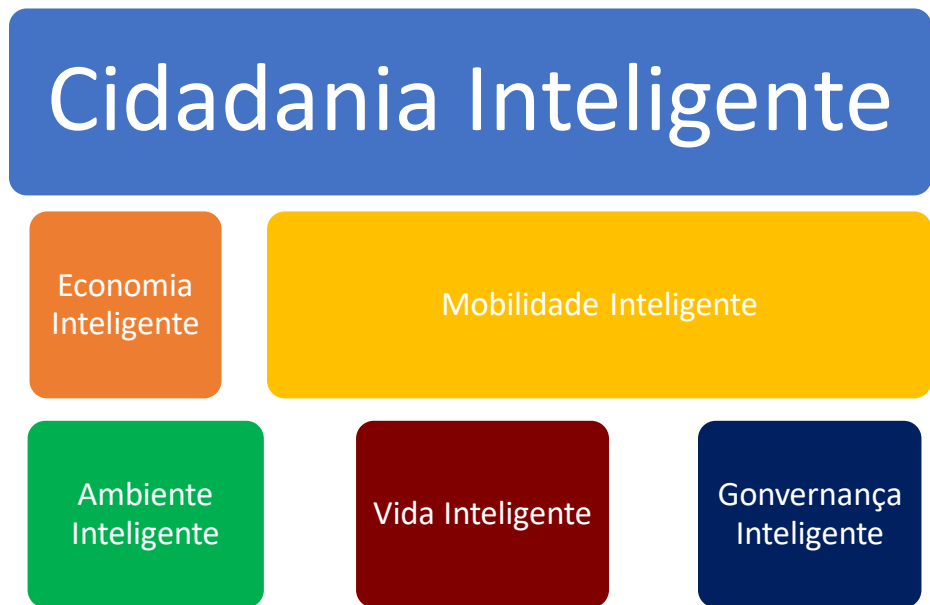 Cidadania Inteligente
Economia
Inteligente
Mobilidade Inteligente
Ambiente
Inteligente
Vida Inteligente
Gonvernança
Inteligente